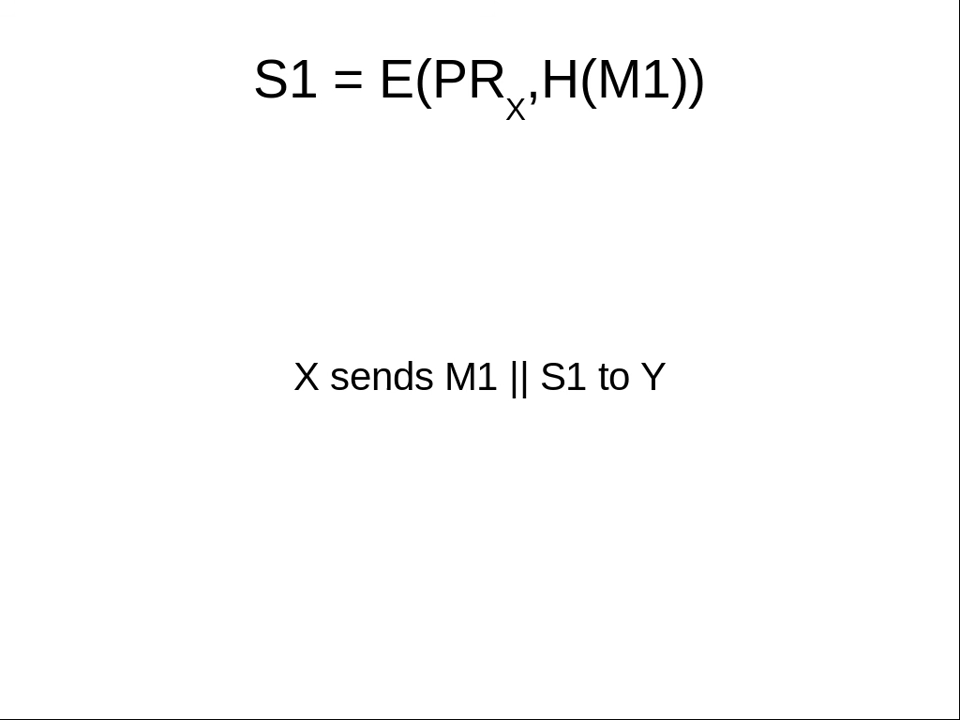 S1 = E(PRX,H(M1))
X sends M1 || S1 to Y